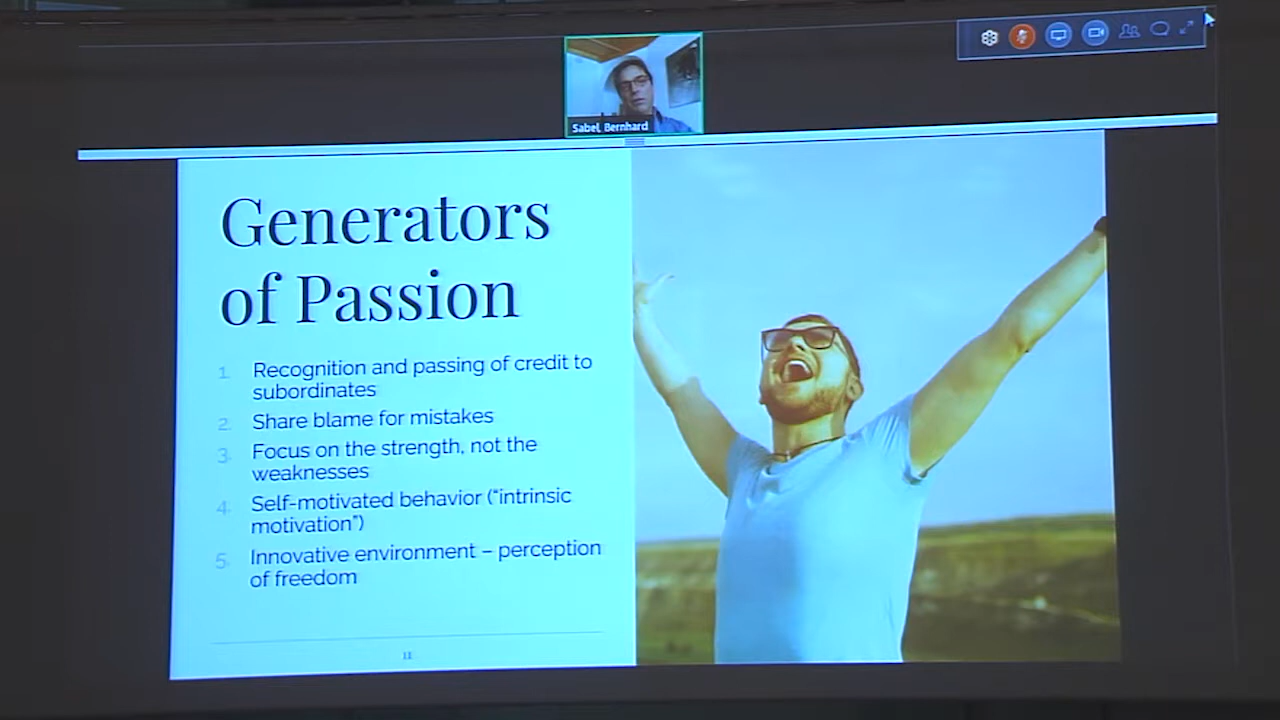 Sabel, Bernhard
Generators
of Passion
1. Recognition and passing of credit to
subordinates
2. Share blame for mistakes
3. Focus on the strength, not the
weaknesses
4. Self-motivated behavior (“intrinsic
motivation”)
5. Innovative environment – perception
of freedom
11